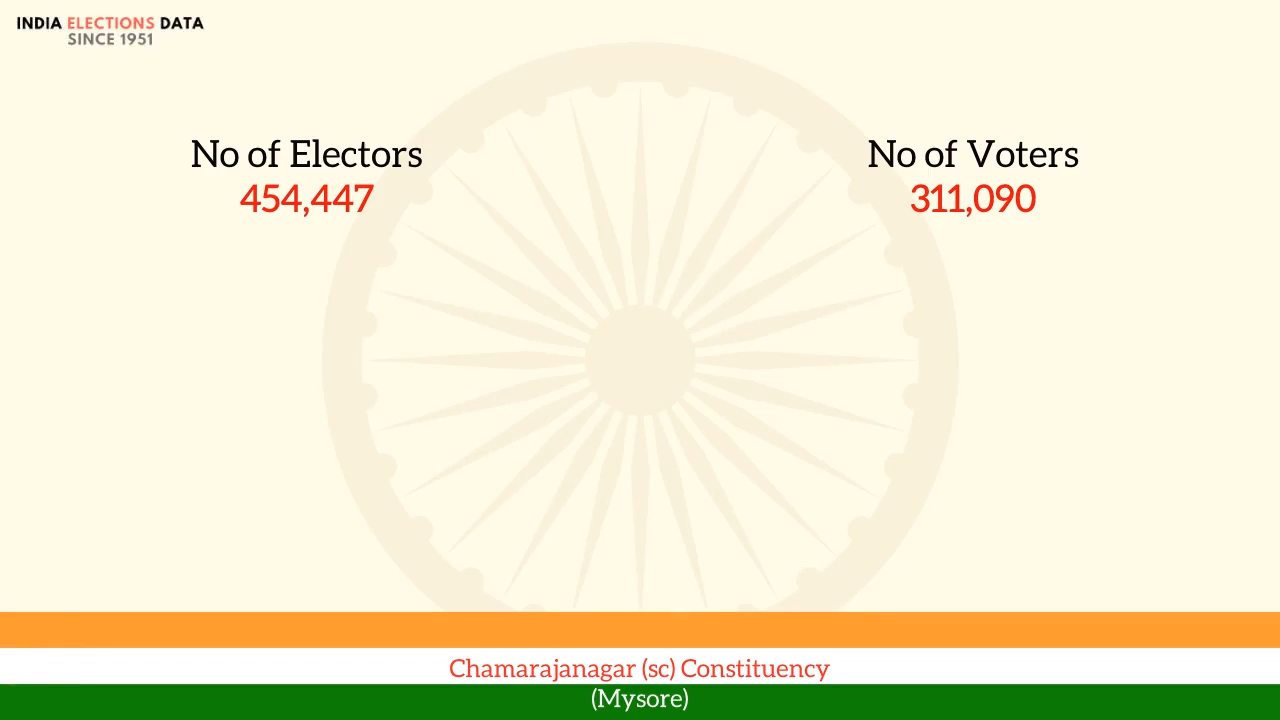 INDIA ELECTIONS DATA
SINCE 1951
No of Electors
454,447
No of Voters
311,090
Chamarajanagar (sc) Constituency
(Mysore)